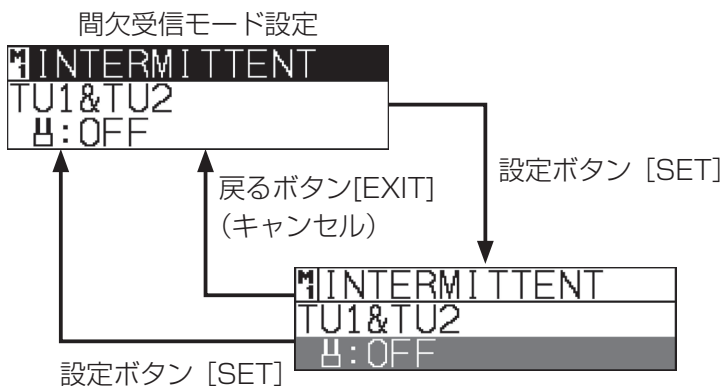 間欠受信モード設定
M1 INTERMITTENT
TU1&TU2
:OFF
設定ボタン [SET]
戻るボタン[EXIT]
（キャンセル）
M1 INTERMITTENT
TU1&TU2
:OFF
設定ボタン [SET]